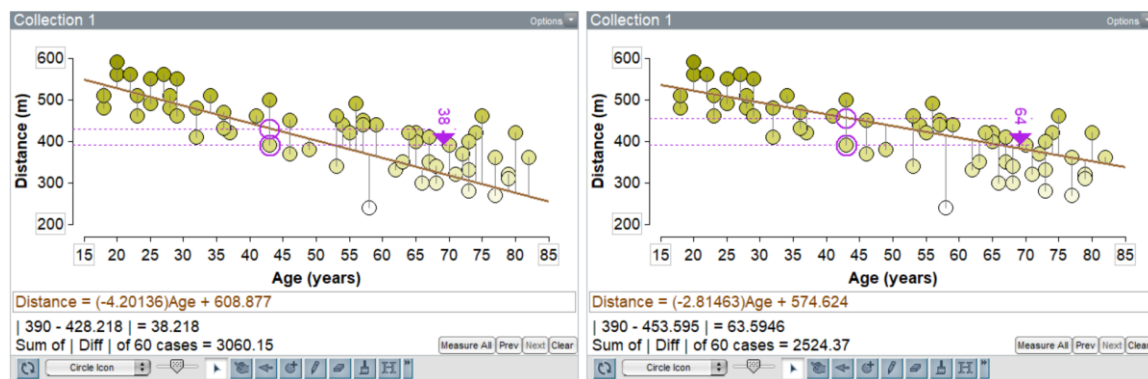 Collection 1
Options
Distance (m)
600
500
400
300
200
38
15 20 25 30 35 40 45 50 55 60 65 70 75 80 85
Age (years)
Distance = (-4.20136)Age + 608.877
| 390 - 428.218 | = 38.218
Sum of | Diff | of 60 cases = 3060.15
Measure All Prev Next Clear
Circle Icon
Collection 1
Options
Distance (m)
600
500
400
300
200
64
15 20 25 30 35 40 45 50 55 60 65 70 75 80 85
Age (years)
Distance = (-2.81463)Age + 574.624
| 390 - 453.595 | = 63.5946
Sum of | Diff | of 60 cases = 2524.37
Measure All Prev Next Clear
Circle Icon